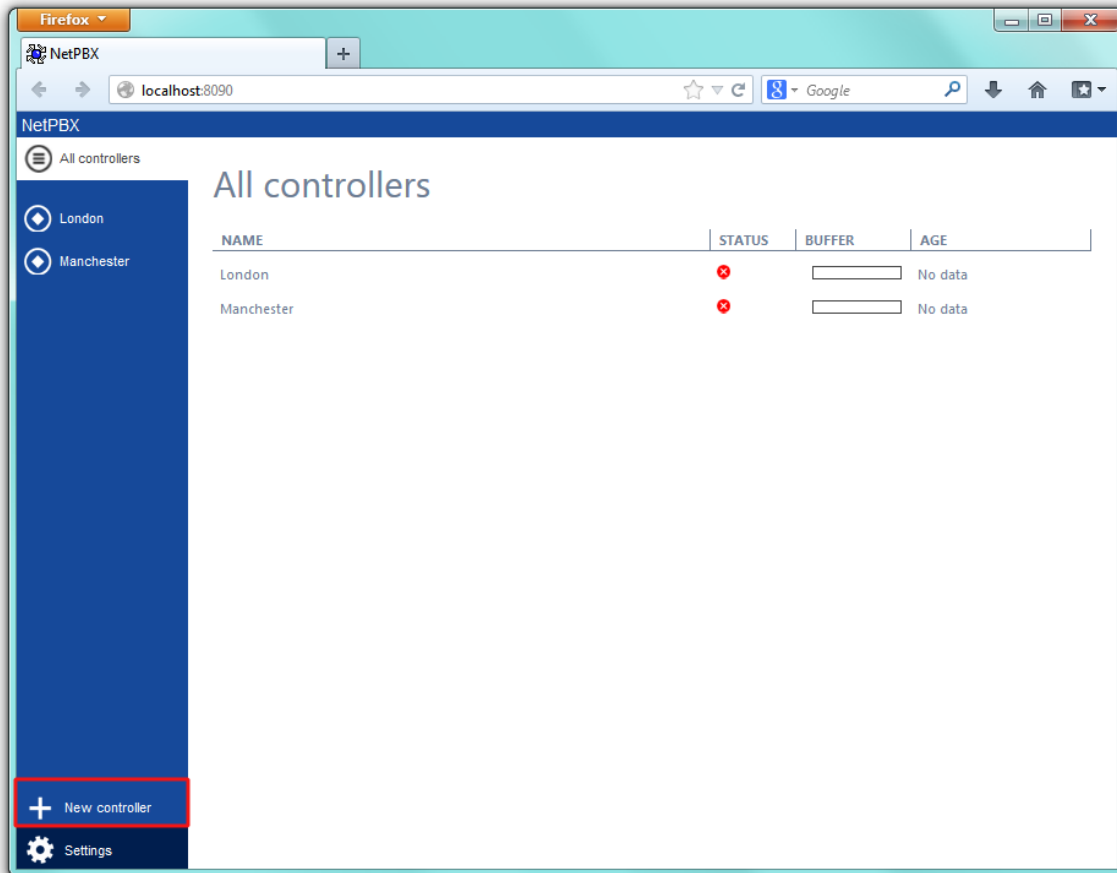 Firefox
NetPBX
localhost:8090
Google
NetPBX
All controllers
London
Manchester
All controllers
NAME STATUS BUFFER AGE
London No data
Manchester No data
New controller
Settings